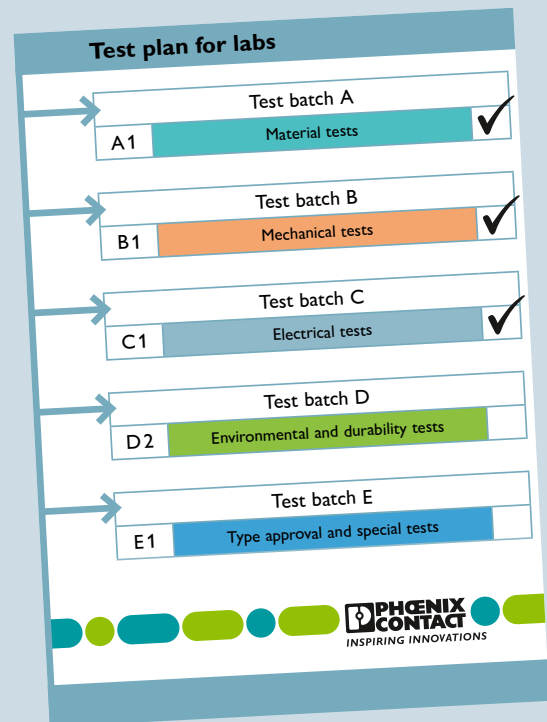 Test plan for labs
Test batch A
A1
Material tests
Test batch B
B1
Mechanical tests
Test batch C
C1
Electrical tests
Test batch D
D2
Environmental and durability tests
Test batch E
E1
Type approval and special tests
PHŒNIX
CONTACT
INSPIRING INNOVATIONS